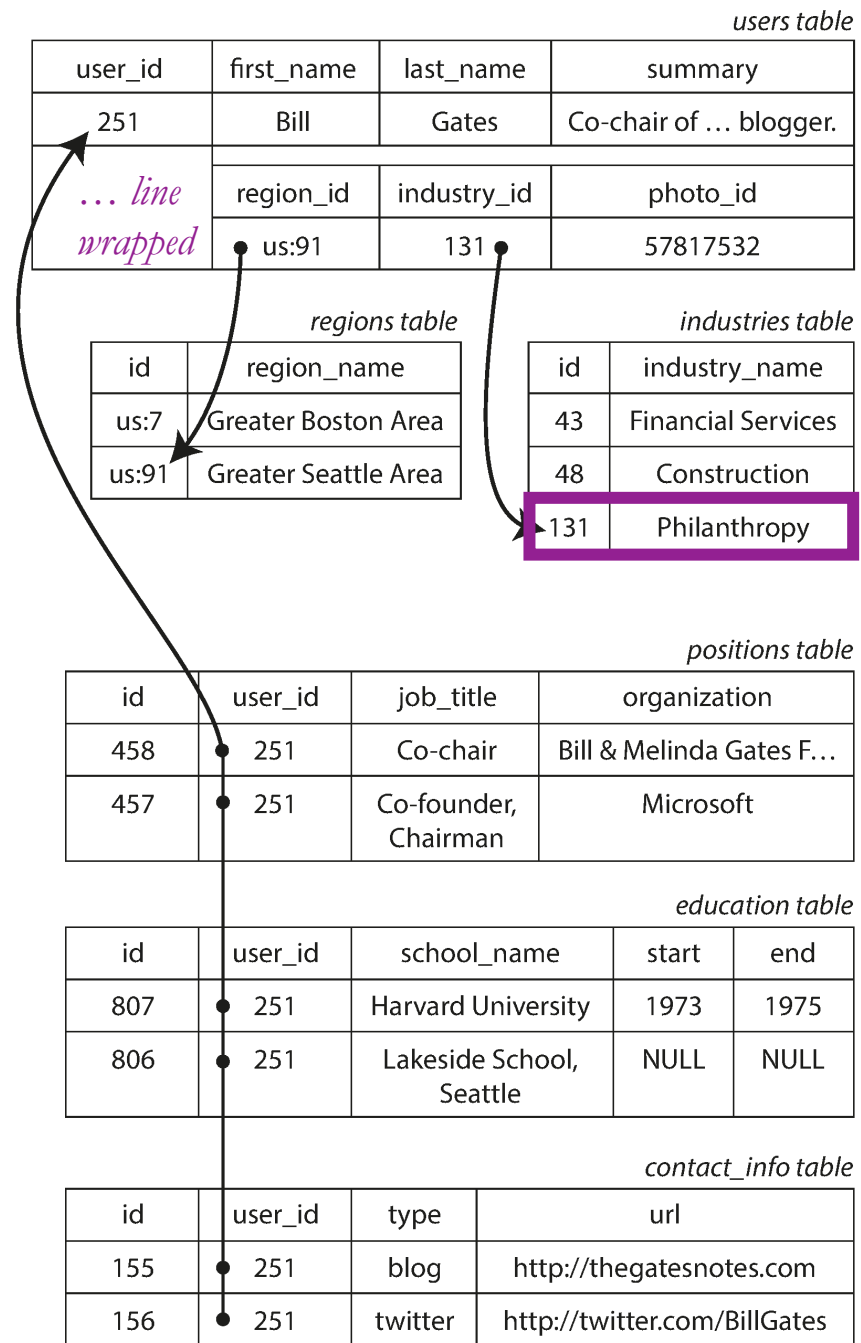 users table
user_id first_name last_name summary
251 Bill Gates Co-chair of … blogger.
… line wrapped
region_id industry_id photo_id
us:91 131 57817532
regions table
id region_name
us:7 Greater Boston Area
us:91 Greater Seattle Area
industries table
id industry_name
43 Financial Services
48 Construction
131 Philanthropy
positions table
id user_id job_title organization
458 251 Co-chair Bill & Melinda Gates F…
457 251 Co-founder, Microsoft
Chairman
education table
id user_id school_name start end
807 251 Harvard University 1973 1975
806 251 Lakeside School, NULL NULL
Seattle
contact_info table
id user_id type url
155 251 blog http://thegatesnotes.com
156 251 twitter http://twitter.com/BillGates